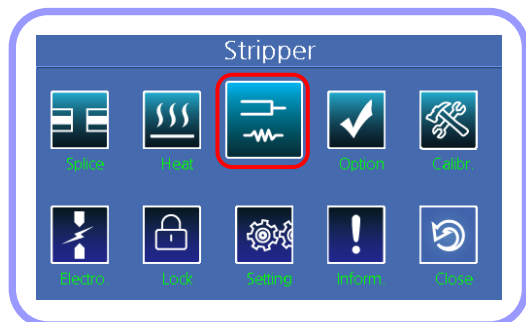 Stripper
Splice Heat Option Calibr.
Electro. Lock Setting Inform. Close